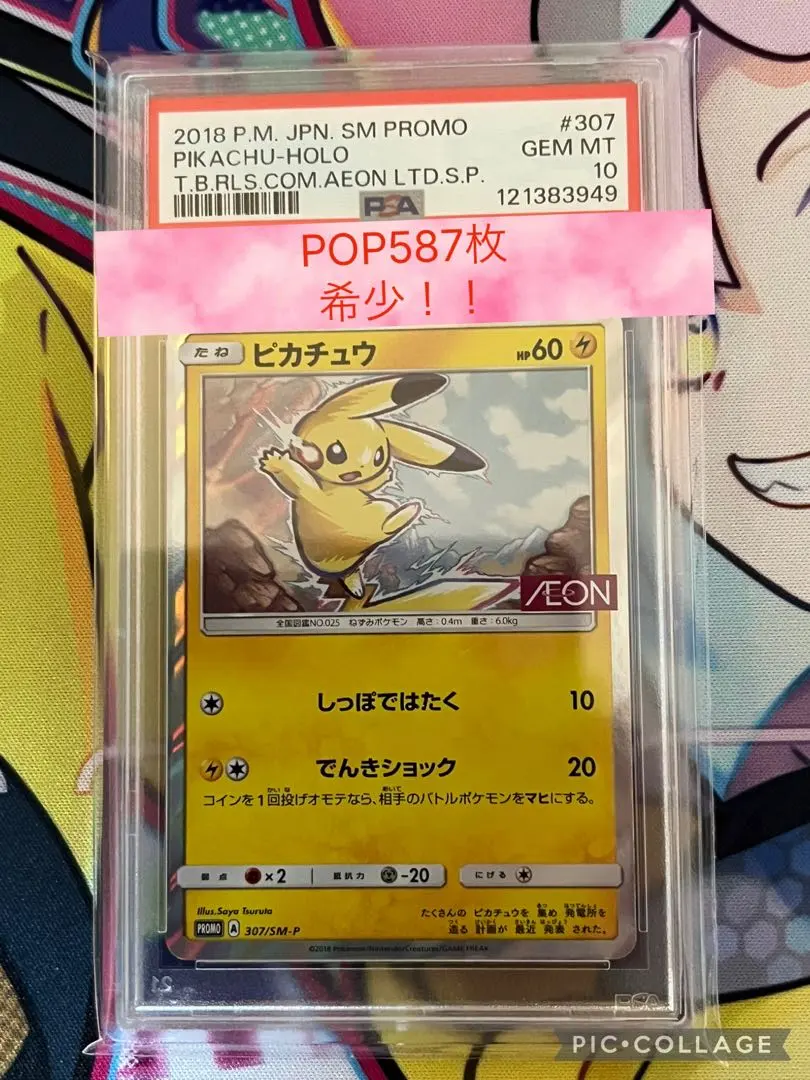 2018 P.M. JPN. SM PROMO #307
PIKACHU-HOLO GEM MT
T.B.RLS.COM.AEON LTD.S.P. 10
PSA 121383949
POP587枚
希少！！
たね ピカチュウ HP60
ÆON
全国図鑑NO.025 ねずみポケモン 高さ:0.4m 重さ:6.0kg
しっぽではたく 10
でんきショック 20
コインを1回投げオモテなら、相手のバトルポケモンをマヒにする。
弱点 ×2 抵抗力 -20 にげる
Illus.Saya Tsuruta
たくさんの ピカチュウを 集め 発電所を
造る 計画が 最近 発表 された。
PROMO A 307/SM-P
©2018 Pokémon/Nintendo/Creatures/GAME FREAK
PSA
PIC•COLLAGE